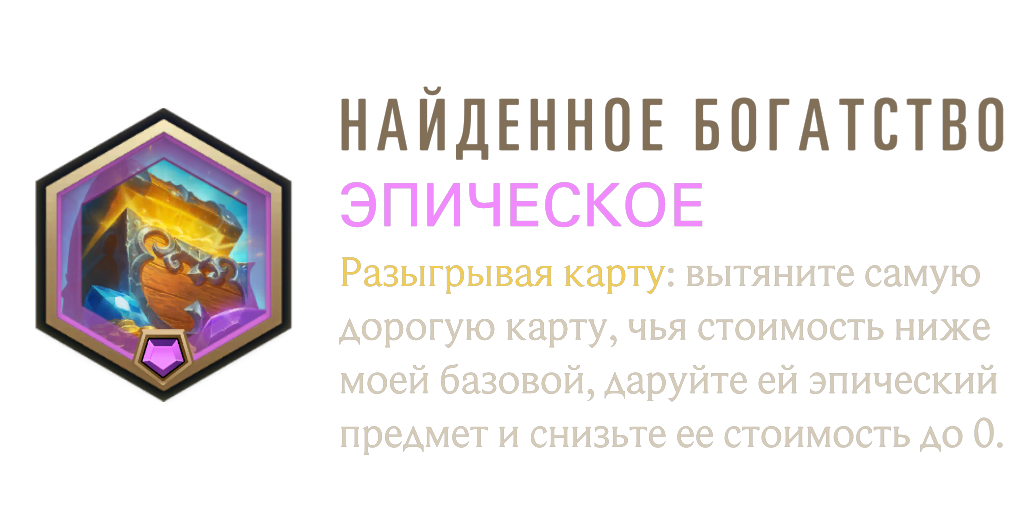 НАЙДЕННОЕ БОГАТСТВО
ЭПИЧЕСКОЕ
Разыгрывая карту: вытяните самую
дорогую карту, чья стоимость ниже
моей базовой, даруйте ей эпический
предмет и снизьте ее стоимость до 0.